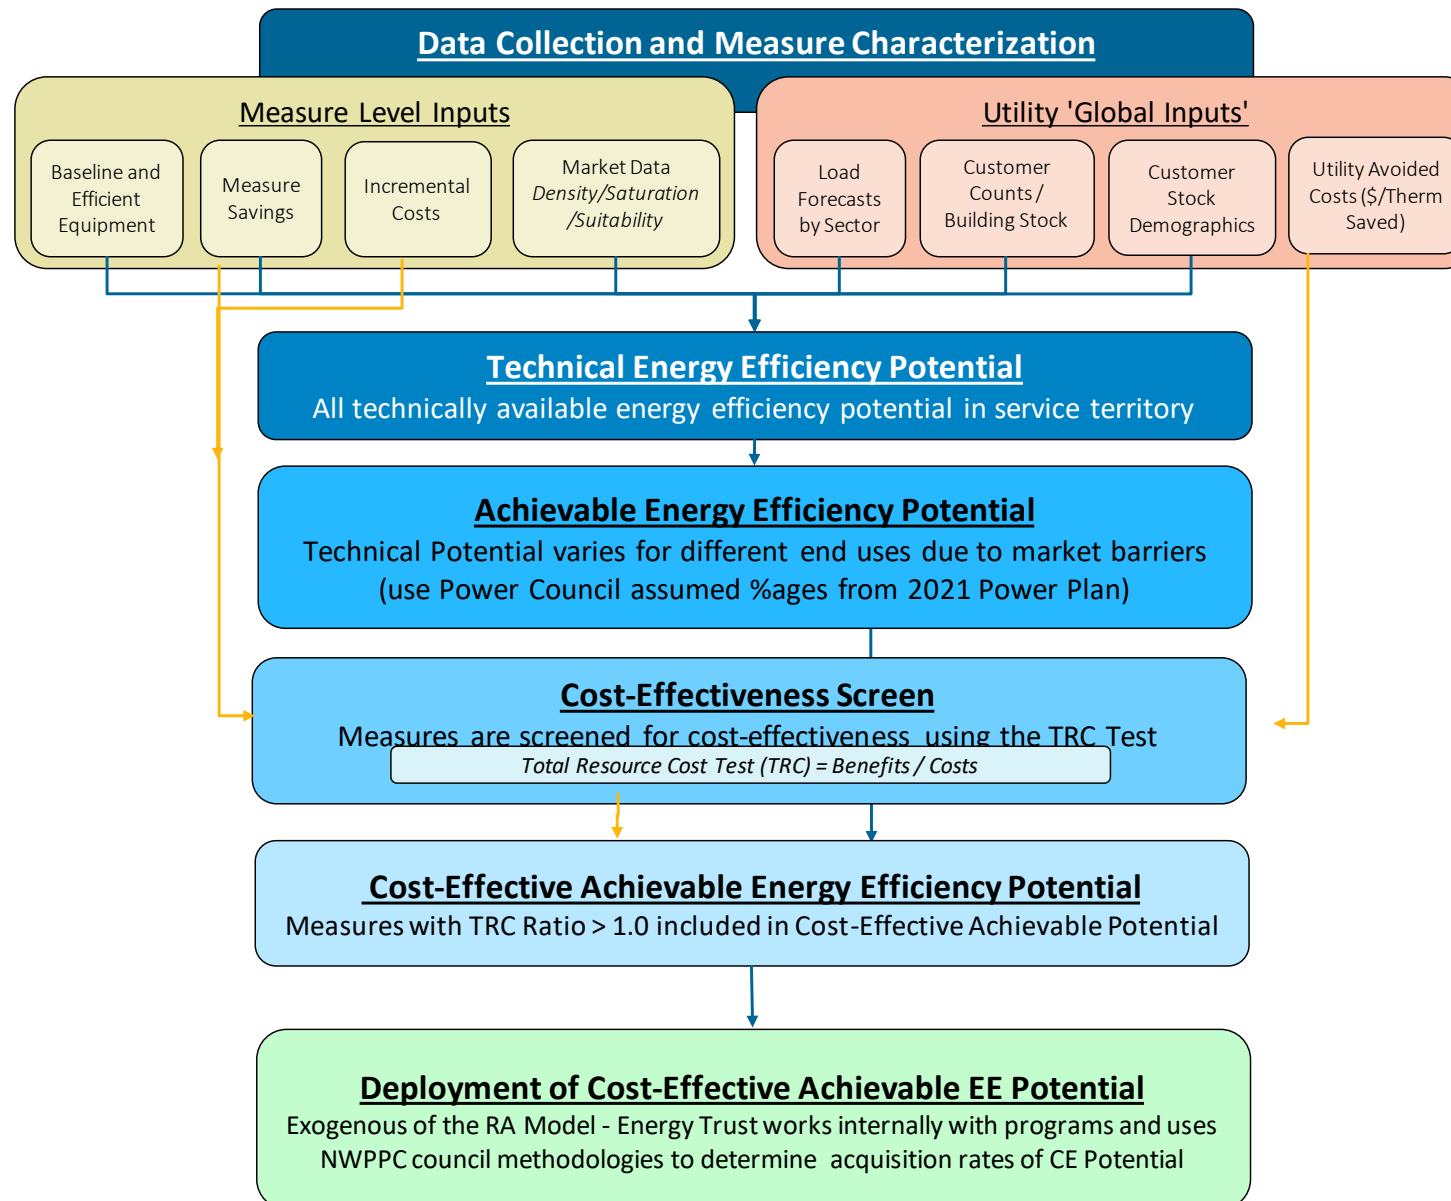 Data Collection and Measure Characterization
Measure Level Inputs
Baseline and
Efficient
Equipment
Measure
Savings
Incremental
Costs
Market Data
Density/Saturation
/Suitability
Utility 'Global Inputs'
Load
Forecasts
by Sector
Customer
Counts /
Building Stock
Customer
Stock
Demographics
Utility Avoided
Costs ($/Therm
Saved)
Technical Energy Efficiency Potential
All technically available energy efficiency potential in service territory
Achievable Energy Efficiency Potential
Technical Potential varies for different end uses due to market barriers
(use Power Council assumed %ages from 2021 Power Plan)
Cost-Effectiveness Screen
Measures are screened for cost-effectiveness using the TRC Test
Total Resource Cost Test (TRC) = Benefits / Costs
Cost-Effective Achievable Energy Efficiency Potential
Measures with TRC Ratio > 1.0 included in Cost-Effective Achievable Potential
Deployment of Cost-Effective Achievable EE Potential
Exogenous of the RA Model - Energy Trust works internally with programs and uses
NWPPC council methodologies to determine acquisition rates of CE Potential